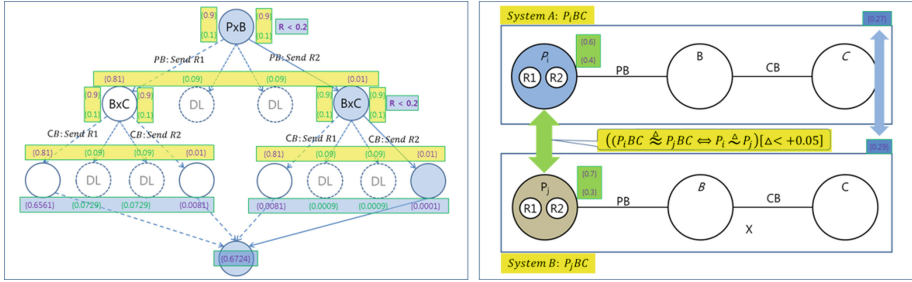 (0.9)
(0.1)
PxB
(0.9)
(0.1)
R < 0.2
PB: Send R1
PB: Send R2
(0.81)
(0.09)
(0.09)
(0.01)
(0.9)
(0.1)
BxC
(0.9)
(0.1)
DL
DL
(0.9)
(0.1)
BxC
(0.9)
(0.1)
R < 0.2
CB: Send R1
CB: Send R2
CB: Send R1
CB: Send R2
(0.81)
(0.09)
(0.09)
(0.01)
(0.81)
(0.09)
(0.09)
(0.01)
DL
DL
DL
DL
(0.6561)
(0.0729)
(0.0729)
(0.0081)
(0.0081)
(0.0009)
(0.0009)
(0.0001)
(0.6724)
System A: PᵢBC
(0.27)
Pᵢ
R1
R2
(0.6)
(0.4)
PB
B
CB
C
((PᵢBC ≈̂ PⱼBC ⇔ Pᵢ ∼̂ Pⱼ)[Δ< +0.05]
(0.29)
Pⱼ
R1
R2
(0.7)
(0.3)
PB
B
CB
C
X
System B: PⱼBC